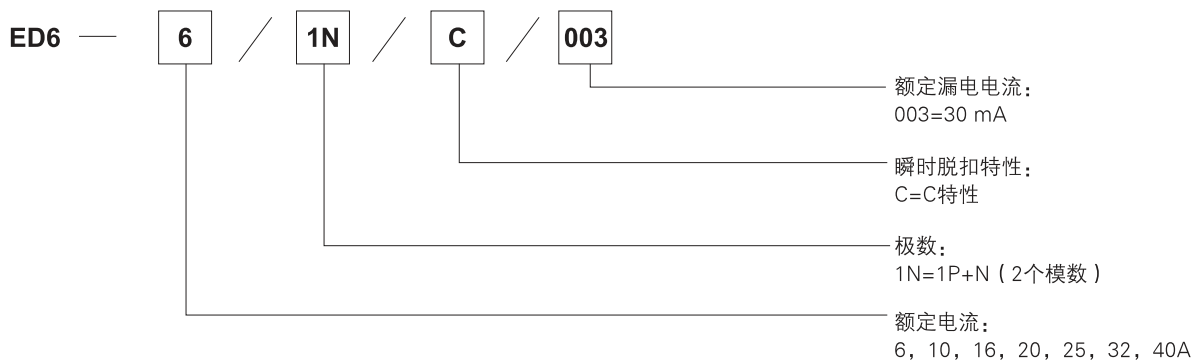 ED6 — 6 / 1N / C / 003
额定漏电电流：
003=30 mA
瞬时脱扣特性：
C=C特性
极数：
1N=1P+N（2个模数）
额定电流：
6，10，16，20，25，32，40A